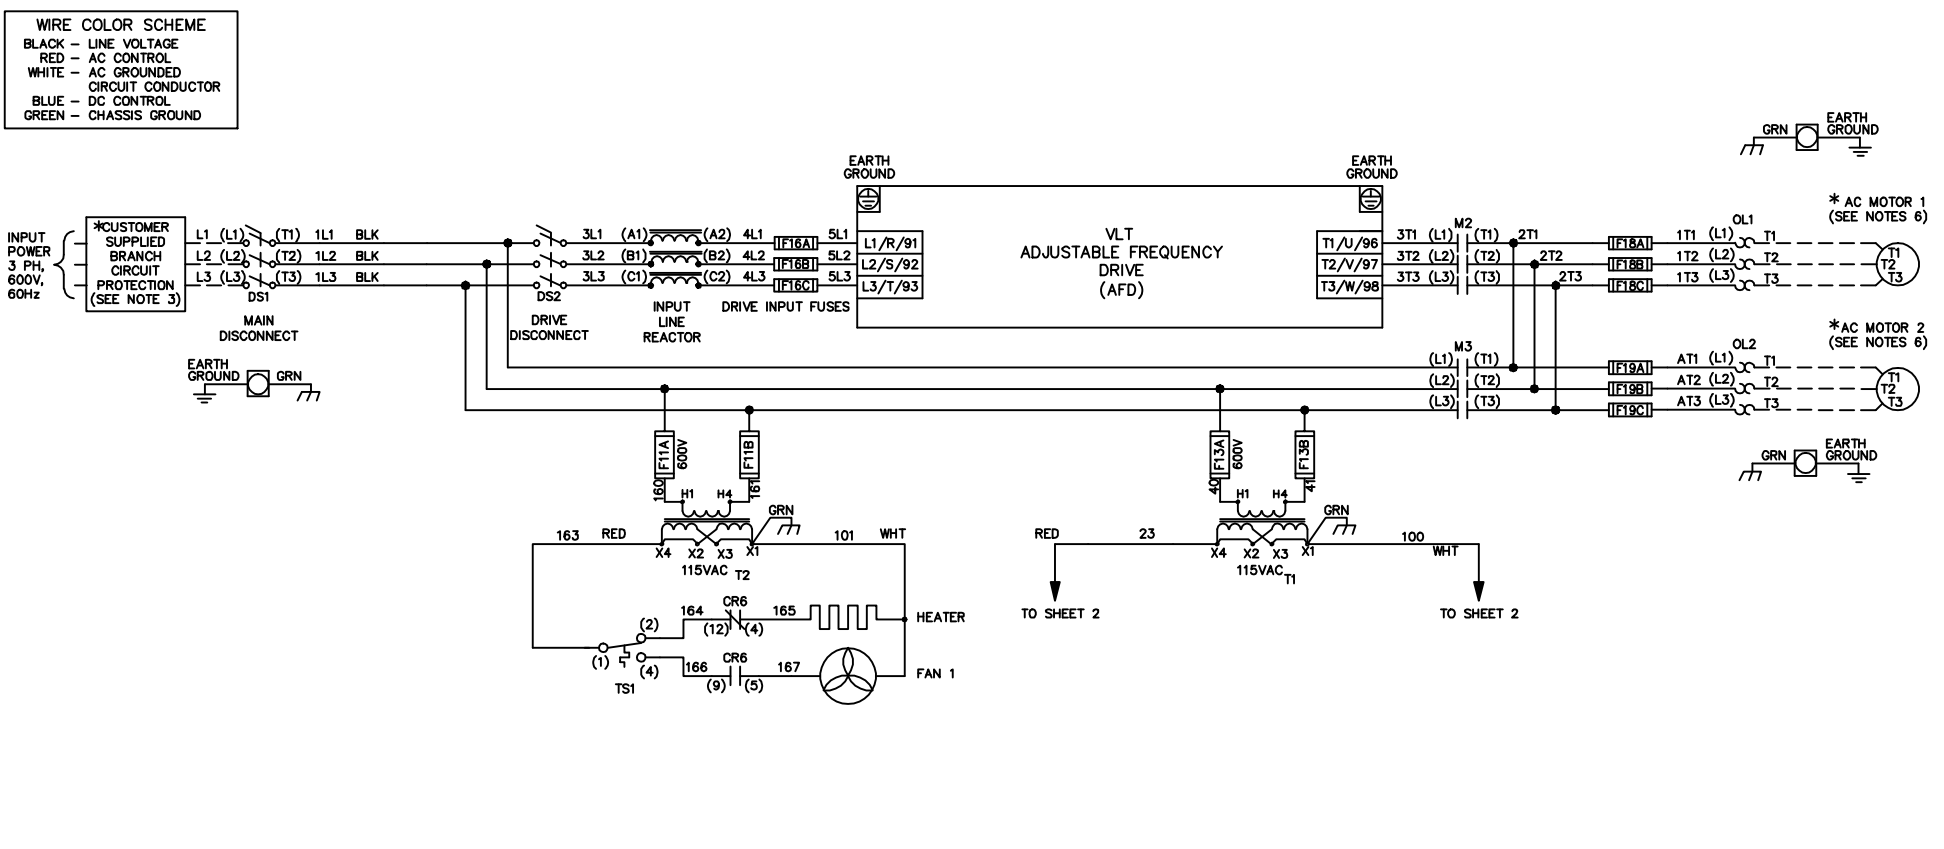 WIRE COLOR SCHEME
BLACK – LINE VOLTAGE
RED – AC CONTROL
WHITE – AC GROUNDED
CIRCUIT CONDUCTOR
BLUE – DC CONTROL
GREEN – CHASSIS GROUND
INPUT
POWER
3 PH,
600V,
60Hz
*CUSTOMER
SUPPLIED
BRANCH
CIRCUIT
PROTECTION
(SEE NOTE 3)
L1 (L1) (T1) 1L1 BLK
L2 (L2) (T2) 1L2 BLK
L3 (L3) (T3) 1L3 BLK
DS1
MAIN
DISCONNECT
EARTH
GROUND
GRN
DS2
DRIVE
DISCONNECT
3L1 (A1) (A2) 4L1 F16A 5L1
3L2 (B1) (B2) 4L2 F16B 5L2
3L3 (C1) (C2) 4L3 F16C 5L3
INPUT
LINE
REACTOR
DRIVE INPUT FUSES
EARTH
GROUND
L1/R/91
L2/S/92
L3/T/93
VLT
ADJUSTABLE FREQUENCY
DRIVE
(AFD)
EARTH
GROUND
T1/U/96
T2/V/97
T3/W/98
M2
3T1 (L1) (T1) 2T1
3T2 (L2) (T2) 2T2
3T3 (L3) (T3) 2T3
F18A 1T1 (L1) T1
F18B 1T2 (L2) T2
F18C 1T3 (L3) T3
OL1
GRN
EARTH
GROUND
* AC MOTOR 1
(SEE NOTES 6)
T1
T2
T3
M3
(L1) (T1)
(L2) (T2)
(L3) (T3)
F19A AT1 (L1) T1
F19B AT2 (L2) T2
F19C AT3 (L3) T3
OL2
*AC MOTOR 2
(SEE NOTES 6)
T1
T2
T3
GRN
EARTH
GROUND
F11A
600V
F11B
160
161
H1 H4
GRN
163 RED
X4 X2 X3 X1
101 WHT
115VAC T2
164 CR6 165
(12) (4)
HEATER
(2)
(1)
(4)
TS1
166 CR6 167
(9) (5)
FAN 1
F13A
600V
F13B
40
41
H1 H4
GRN
RED 23
X4 X2 X3 X1
100
WHT
115VAC T1
TO SHEET 2
TO SHEET 2